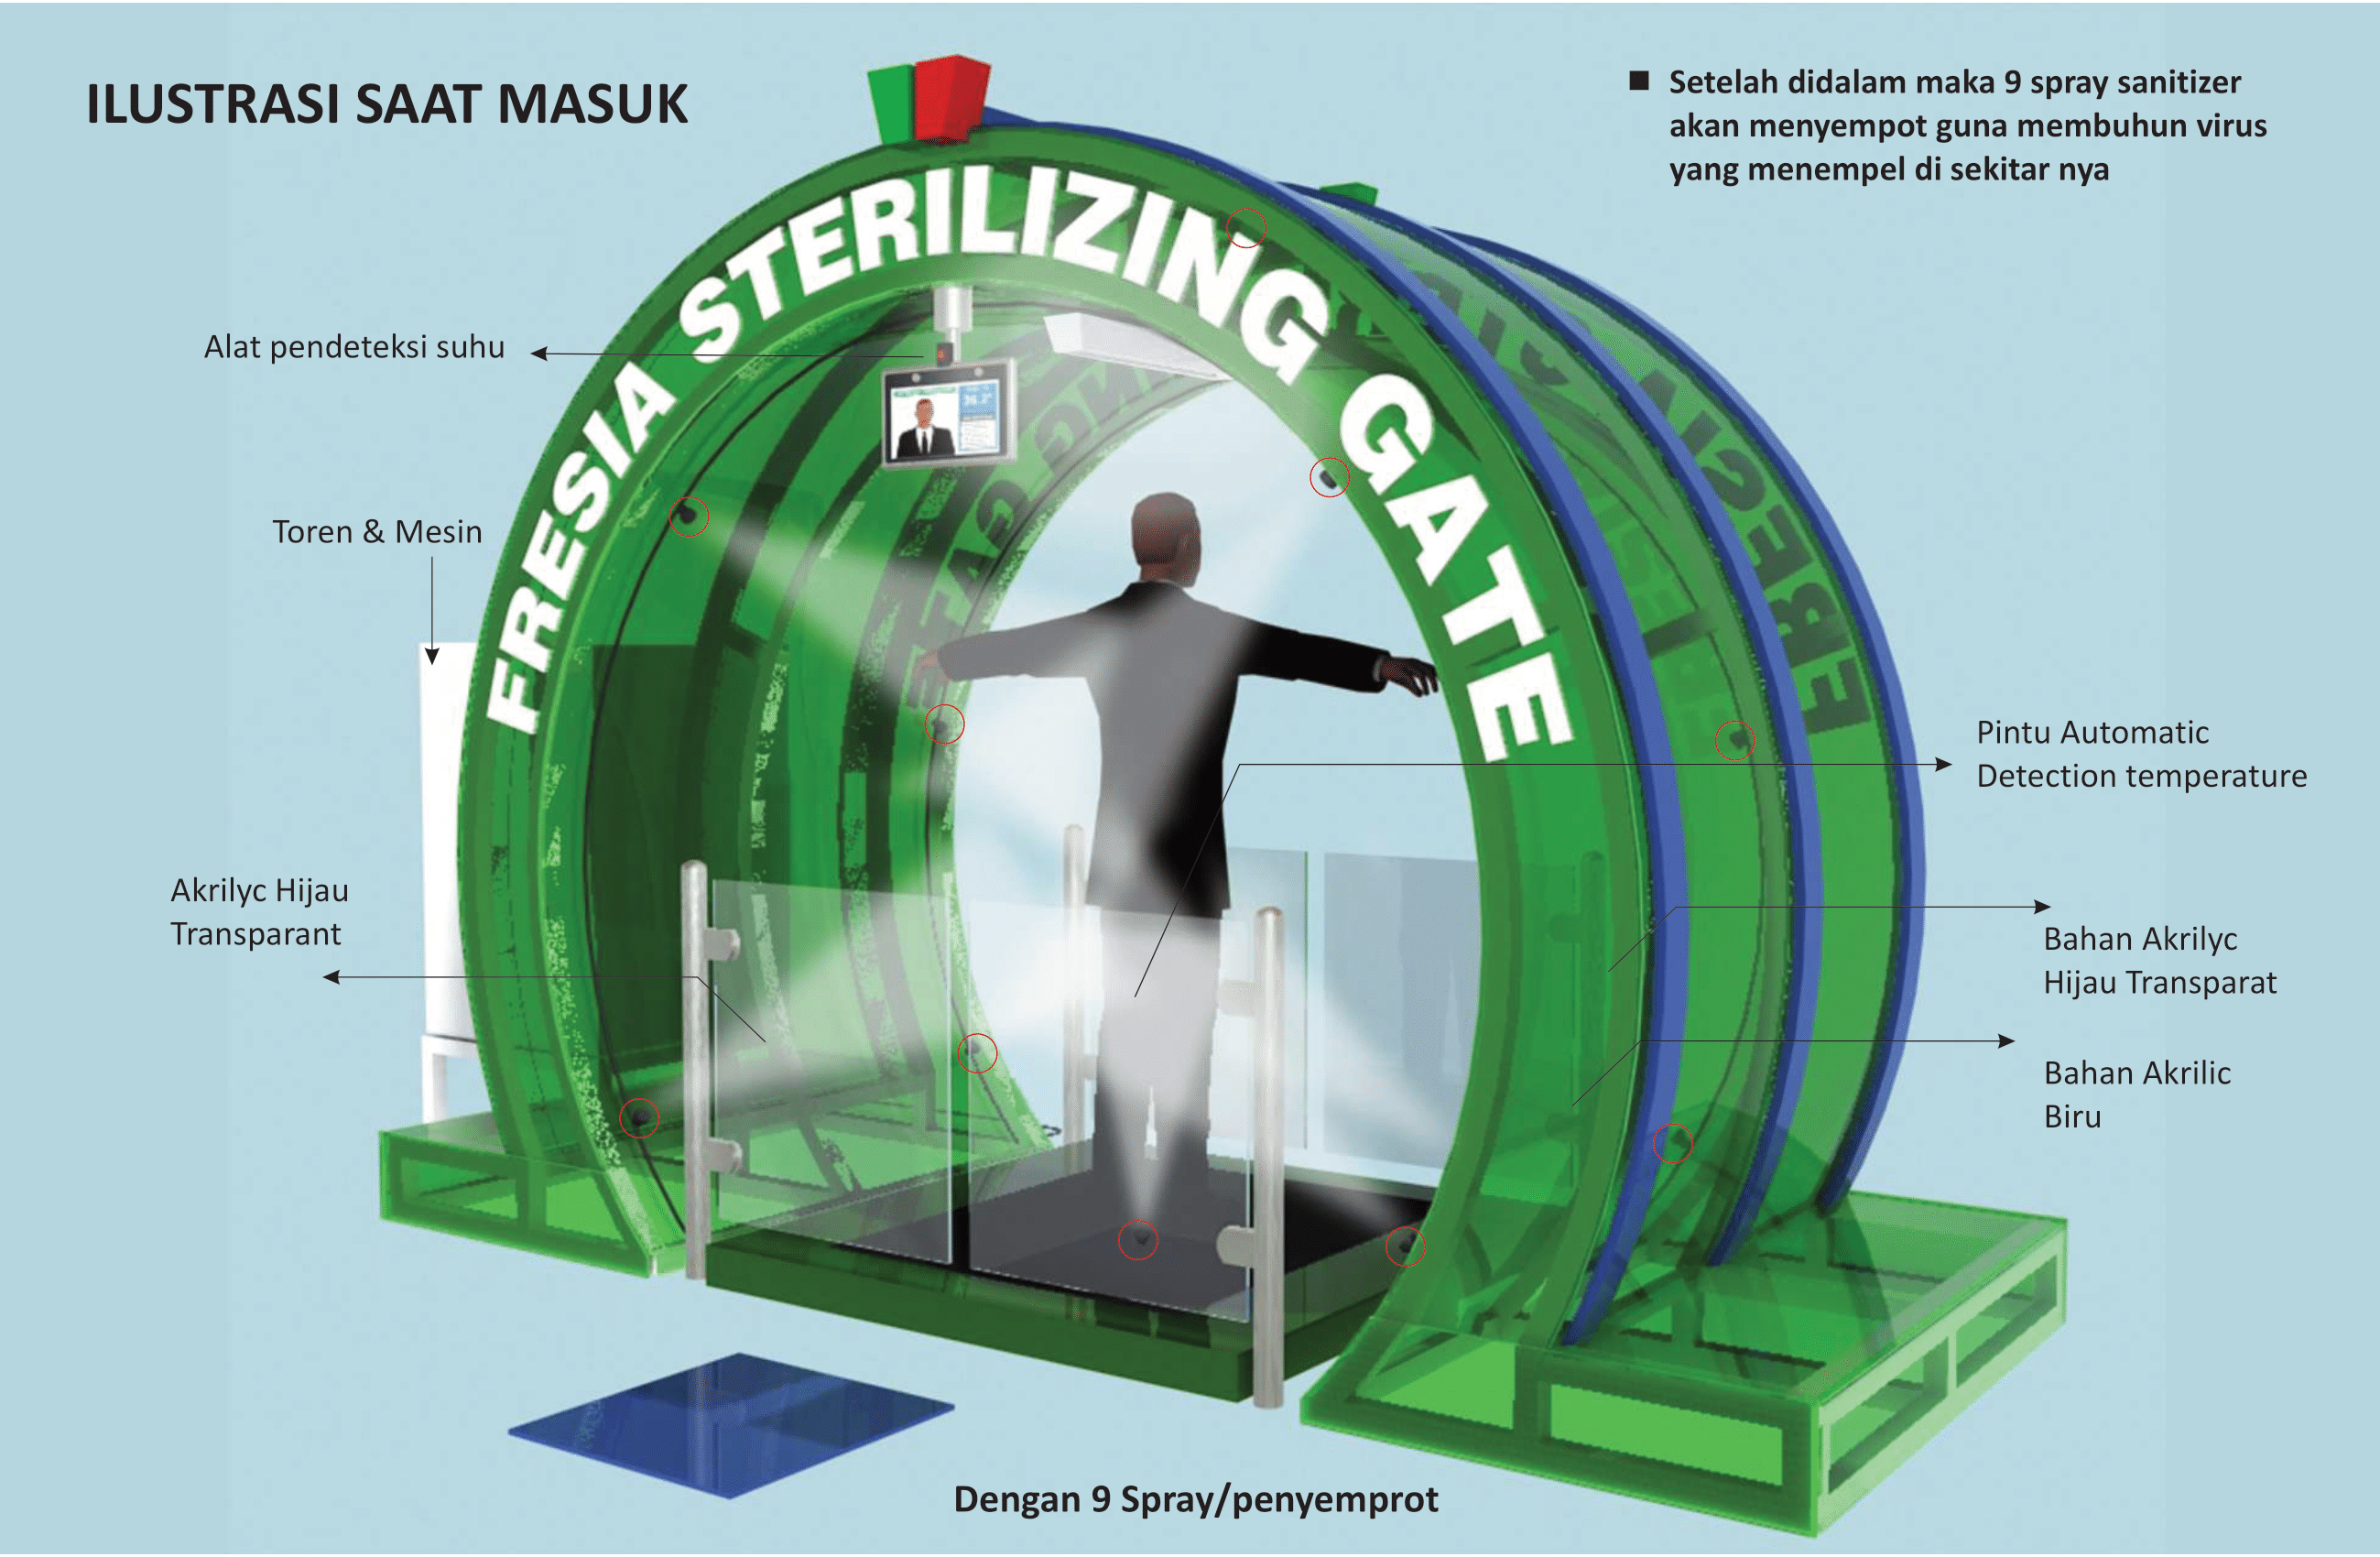 ILUSTRASI SAAT MASUK
■ Setelah didalam maka 9 spray sanitizer
akan menyempot guna membuhun virus
yang menempel di sekitar nya
FRESIA STERILIZING GATE
Alat pendeteksi suhu
36.2°
Toren & Mesin
Pintu Automatic
Detection temperature
Akrilyc Hijau
Transparant
Bahan Akrilyc
Hijau Transparat
Bahan Akrilic
Biru
Dengan 9 Spray/penyemprot